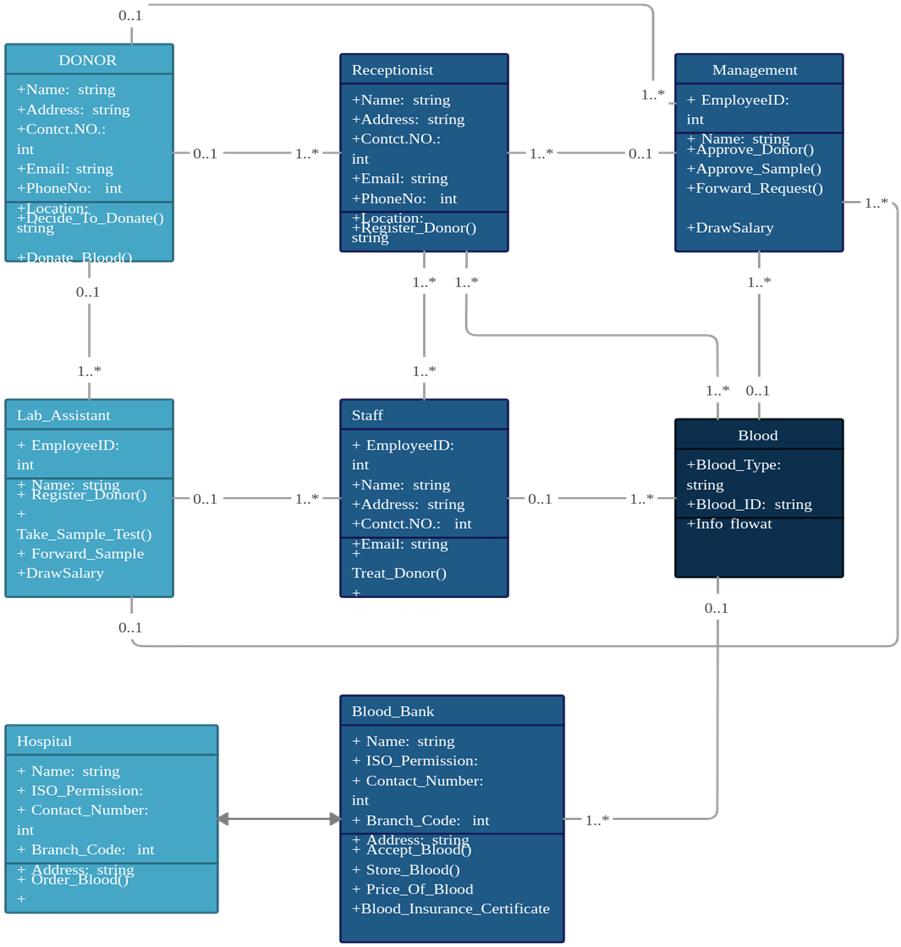 0..1
DONOR
+Name: string
+Address: string
+Contct.NO.:
int
+Email: string
+PhoneNo: int
+Location:
+Decide_To_Donate()
string
+Donate_Blood()
0..1
1..*
Receptionist
+Name: string
+Address: string
+Contct.NO.:
int
+Email: string
+PhoneNo: int
+Location:
+Register_Donor()
string
1..*
0..1
1..*
Management
+ EmployeeID:
int
+ Name: string
+Approve_Donor()
+Approve_Sample()
+Forward_Request()
+DrawSalary
1..*
0..1
1..*
1..*
1..*
1..*
1..*
1..*
0..1
Lab_Assistant
+ EmployeeID:
int
+ Name: string
+ Register_Donor()
+
Take_Sample_Test()
+ Forward_Sample
+DrawSalary
0..1
1..*
Staff
+ EmployeeID:
int
+Name: string
+Address: string
+Contct.NO.: int
+Email: string
+
Treat_Donor()
+
0..1
1..*
Blood
+Blood_Type:
string
+Blood_ID: string
+Info flowat
0..1
0..1
Hospital
+ Name: string
+ ISO_Permission:
+ Contact_Number:
int
+ Branch_Code: int
+ Address: string
+ Order_Blood()
+
Blood_Bank
+ Name: string
+ ISO_Permission:
+ Contact_Number:
int
+ Branch_Code: int
+ Address: string
+ Accept_Blood()
+ Store_Blood()
+ Price_Of_Blood
+Blood_Insurance_Certificate
1..*